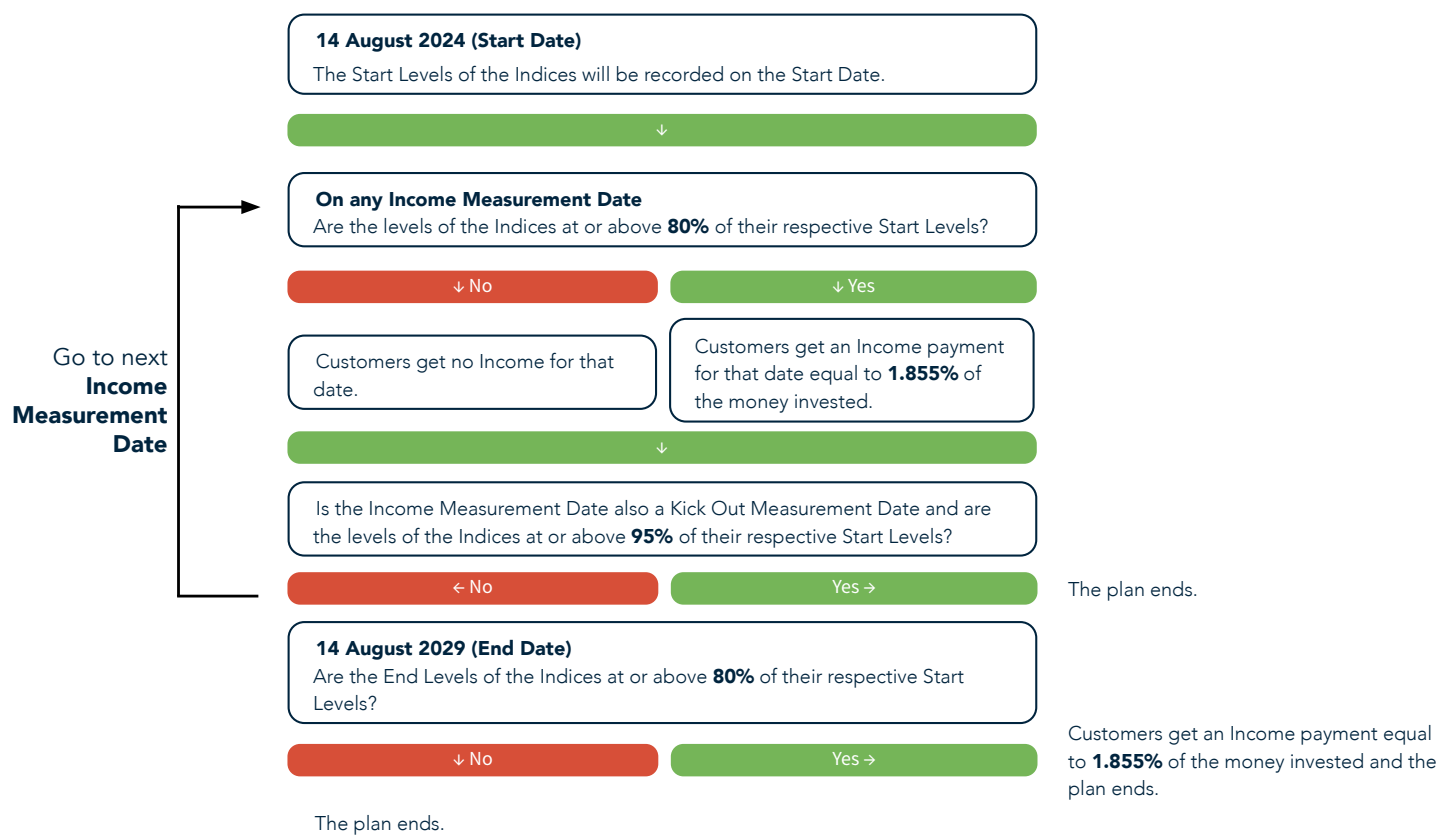 14 August 2024 (Start Date)
The Start Levels of the Indices will be recorded on the Start Date.
↓
On any Income Measurement Date
Are the levels of the Indices at or above 80% of their respective Start Levels?
↓ No
↓ Yes
Go to next
Income
Measurement
Date
Customers get no Income for that
date.
Customers get an Income payment
for that date equal to 1.855% of
the money invested.
↓
Is the Income Measurement Date also a Kick Out Measurement Date and are
the levels of the Indices at or above 95% of their respective Start Levels?
← No
Yes →
The plan ends.
14 August 2029 (End Date)
Are the End Levels of the Indices at or above 80% of their respective Start
Levels?
↓ No
Yes →
Customers get an Income payment equal
to 1.855% of the money invested and the
plan ends.
The plan ends.